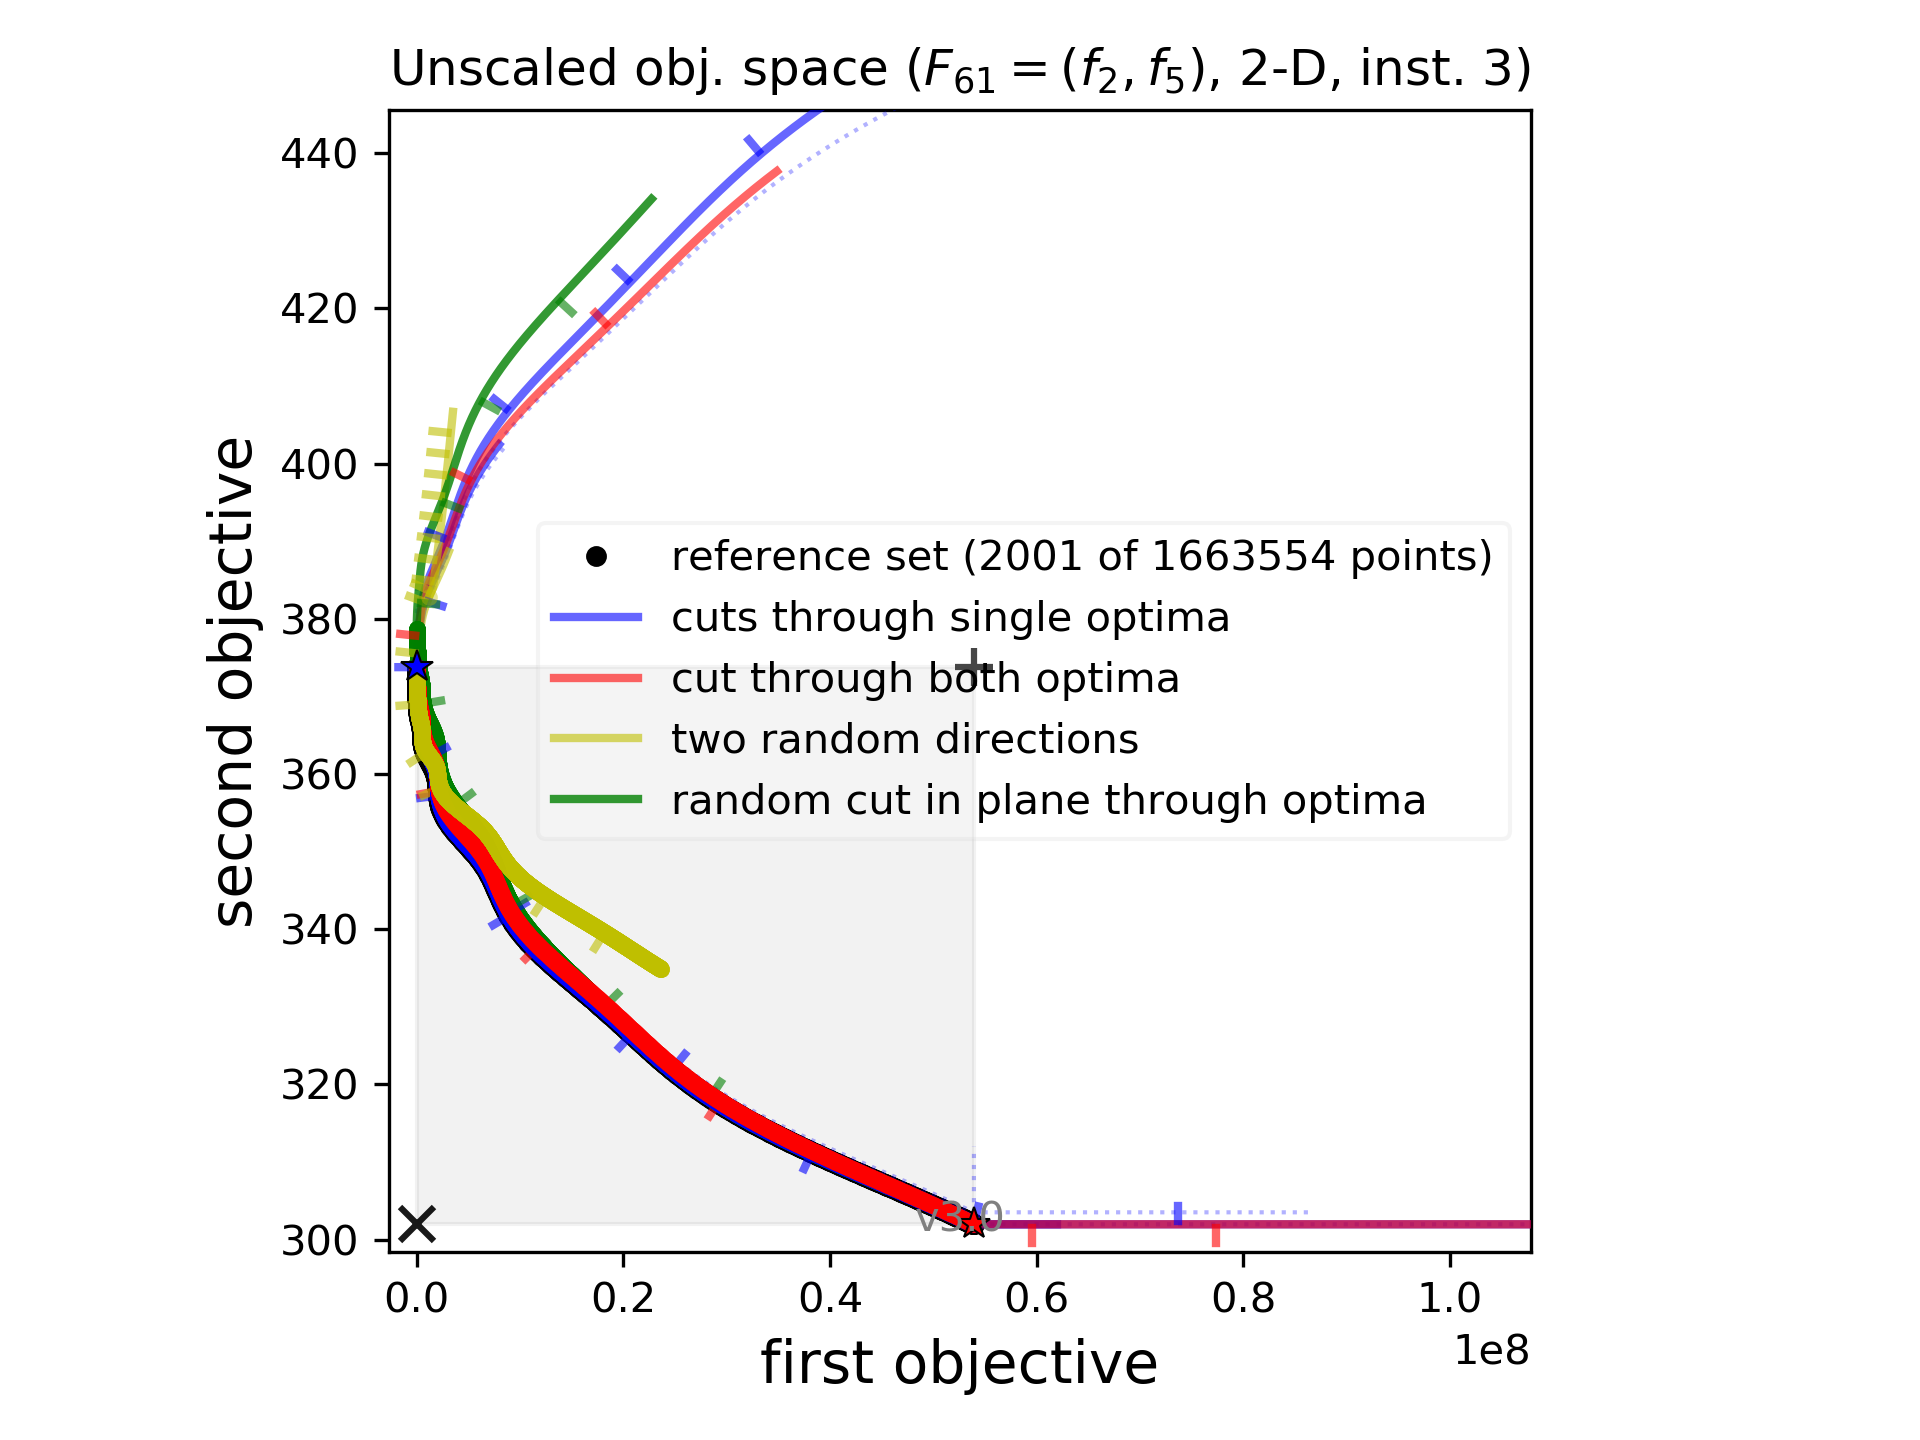 Unscaled obj. space (F₆₁ = (f₂, f₅), 2-D, inst. 3)
440
420
400
380
360
340
320
300
second objective
reference set (2001 of 1663554 points)
cuts through single optima
cut through both optima
two random directions
random cut in plane through optima
0.0
0.2
0.4
0.6
0.8
1.0
1e8
first objective